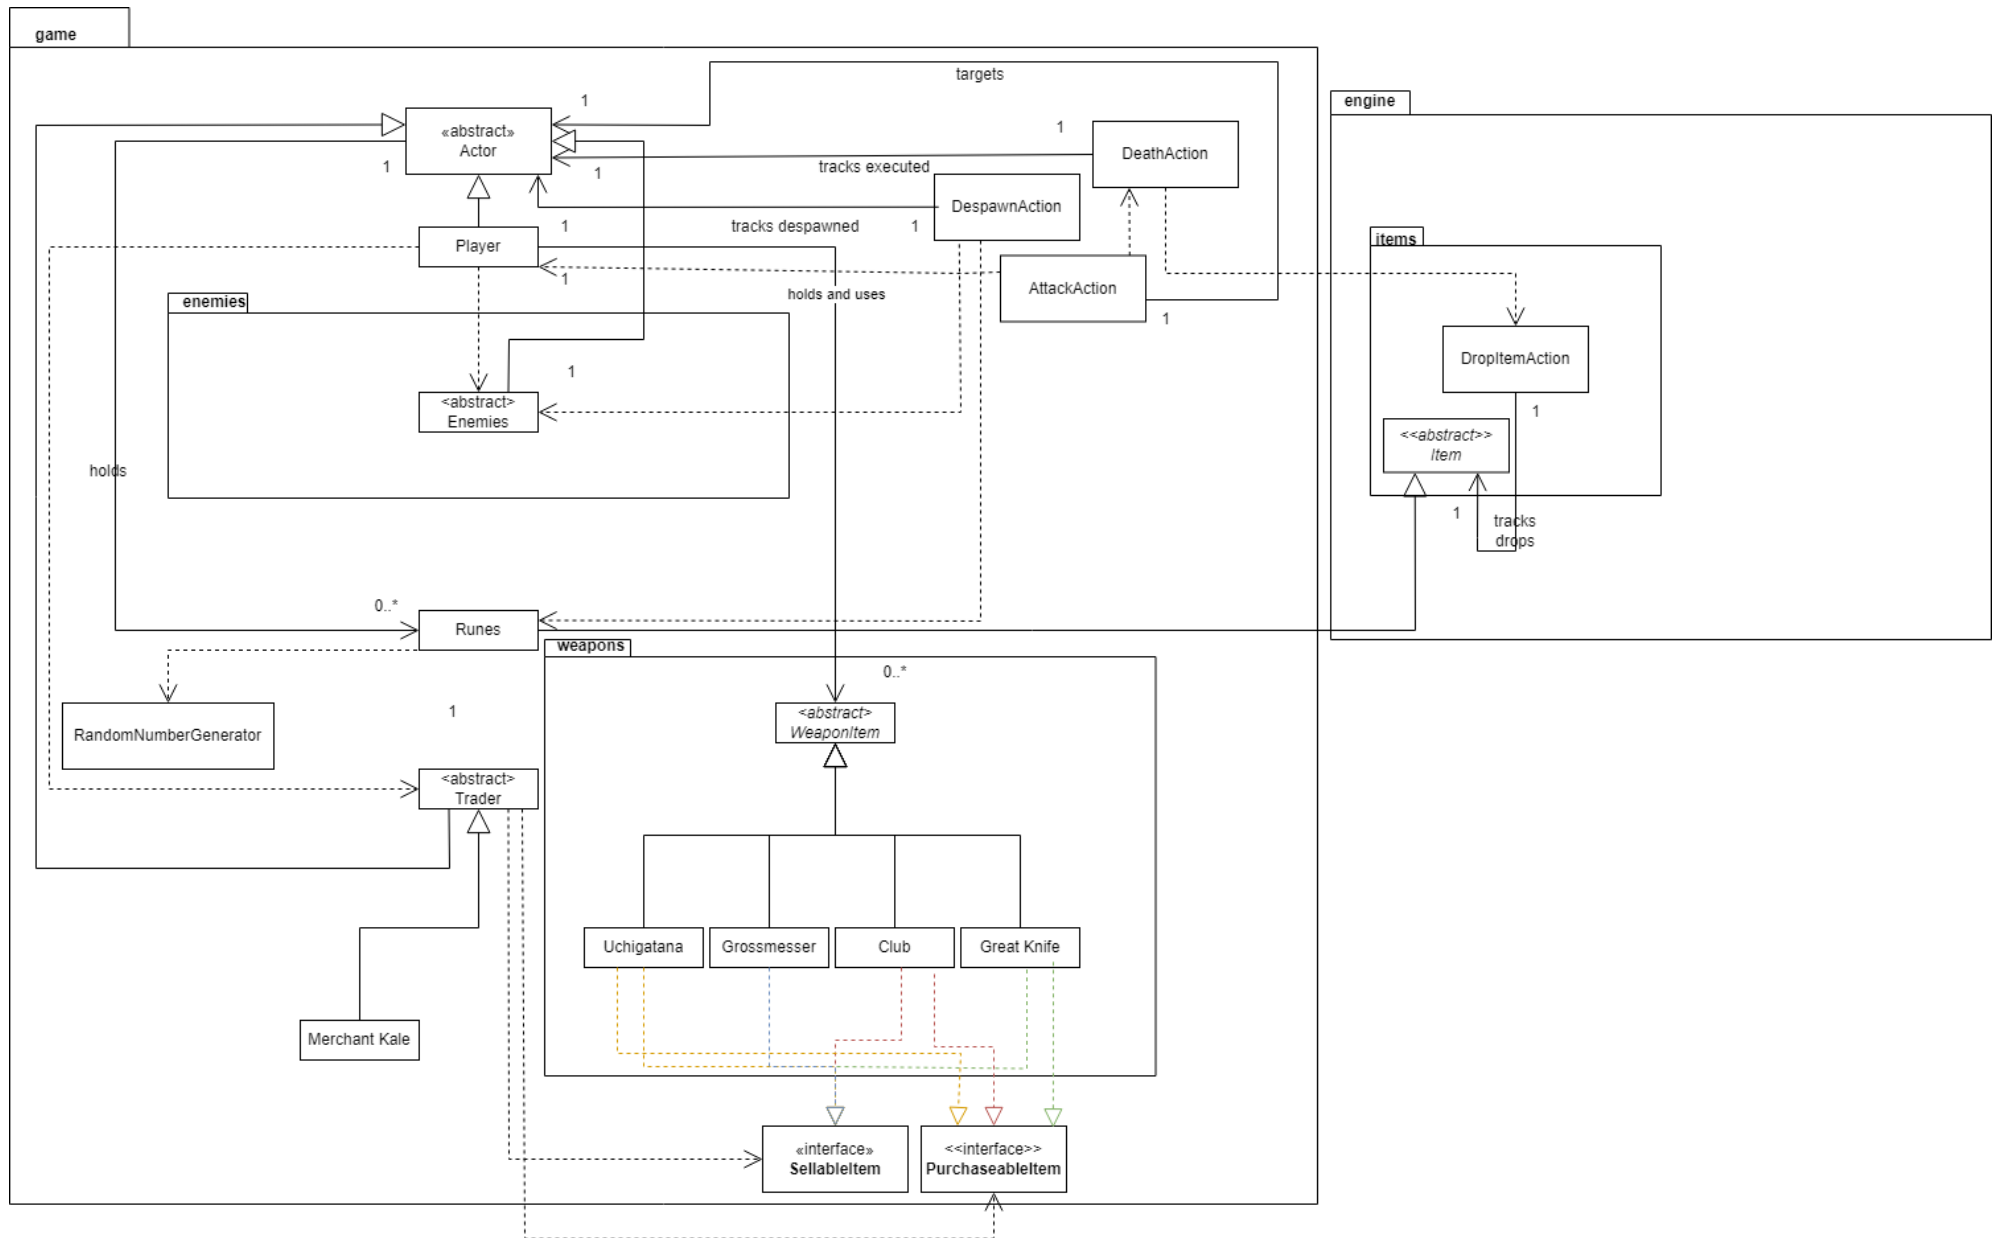 game
targets
engine
1
«abstract»
Actor
1
DeathAction
1
tracks executed
1
DespawnAction
1
tracks despawned
1
Player
items
1
AttackAction
holds and uses
enemies
1
DropItemAction
1
<abstract>
Enemies
1
<<abstract>>
Item
holds
1
tracks
drops
0..*
Runes
weapons
0..*
1
<abstract>
WeaponItem
RandomNumberGenerator
<abstract>
Trader
Uchigatana
Grossmesser
Club
Great Knife
Merchant Kale
«interface»
SellableItem
<<interface>>
PurchaseableItem